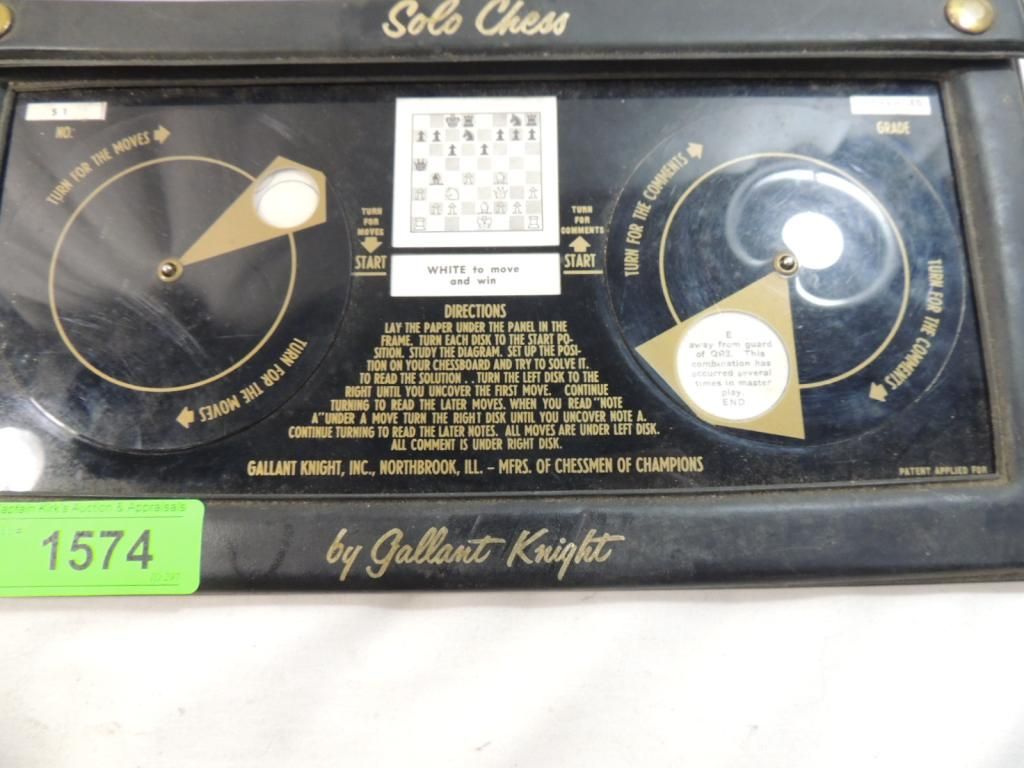 Solo Chess
51
NO.
GRADE
TURN FOR THE MOVES
TURN FOR THE MOVES
TURN
FOR
MOVES
START
TURN
FOR
COMMENTS
START
TURN FOR THE COMMENTS
TURN FOR THE COMMENTS
WHITE to move
and win
DIRECTIONS
LAY THE PAPER UNDER THE PANEL IN THE
FRAME. TURN EACH DISK TO THE START PO-
SITION. STUDY THE DIAGRAM. SET UP THE POSI-
TION ON YOUR CHESSBOARD AND TRY TO SOLVE IT.
TO READ THE SOLUTION . . TURN THE LEFT DISK TO THE
RIGHT UNTIL YOU UNCOVER THE FIRST MOVE. CONTINUE
TURNING TO READ THE LATER MOVES. WHEN YOU READ "NOTE
A" UNDER A MOVE TURN THE RIGHT DISK UNTIL YOU UNCOVER NOTE A.
CONTINUE TURNING TO READ THE LATER NOTES. ALL MOVES ARE UNDER LEFT DISK.
ALL COMMENT IS UNDER RIGHT DISK.
GALLANT KNIGHT, INC., NORTHBROOK, ILL. – MFRS. OF CHESSMEN OF CHAMPIONS
E
away from guard
of QR2. This
combination has
occurred several
times in master
play.
END
PATENT APPLIED FOR
by Gallant Knight
Captain Kirk's Auction & Appraisals
1574